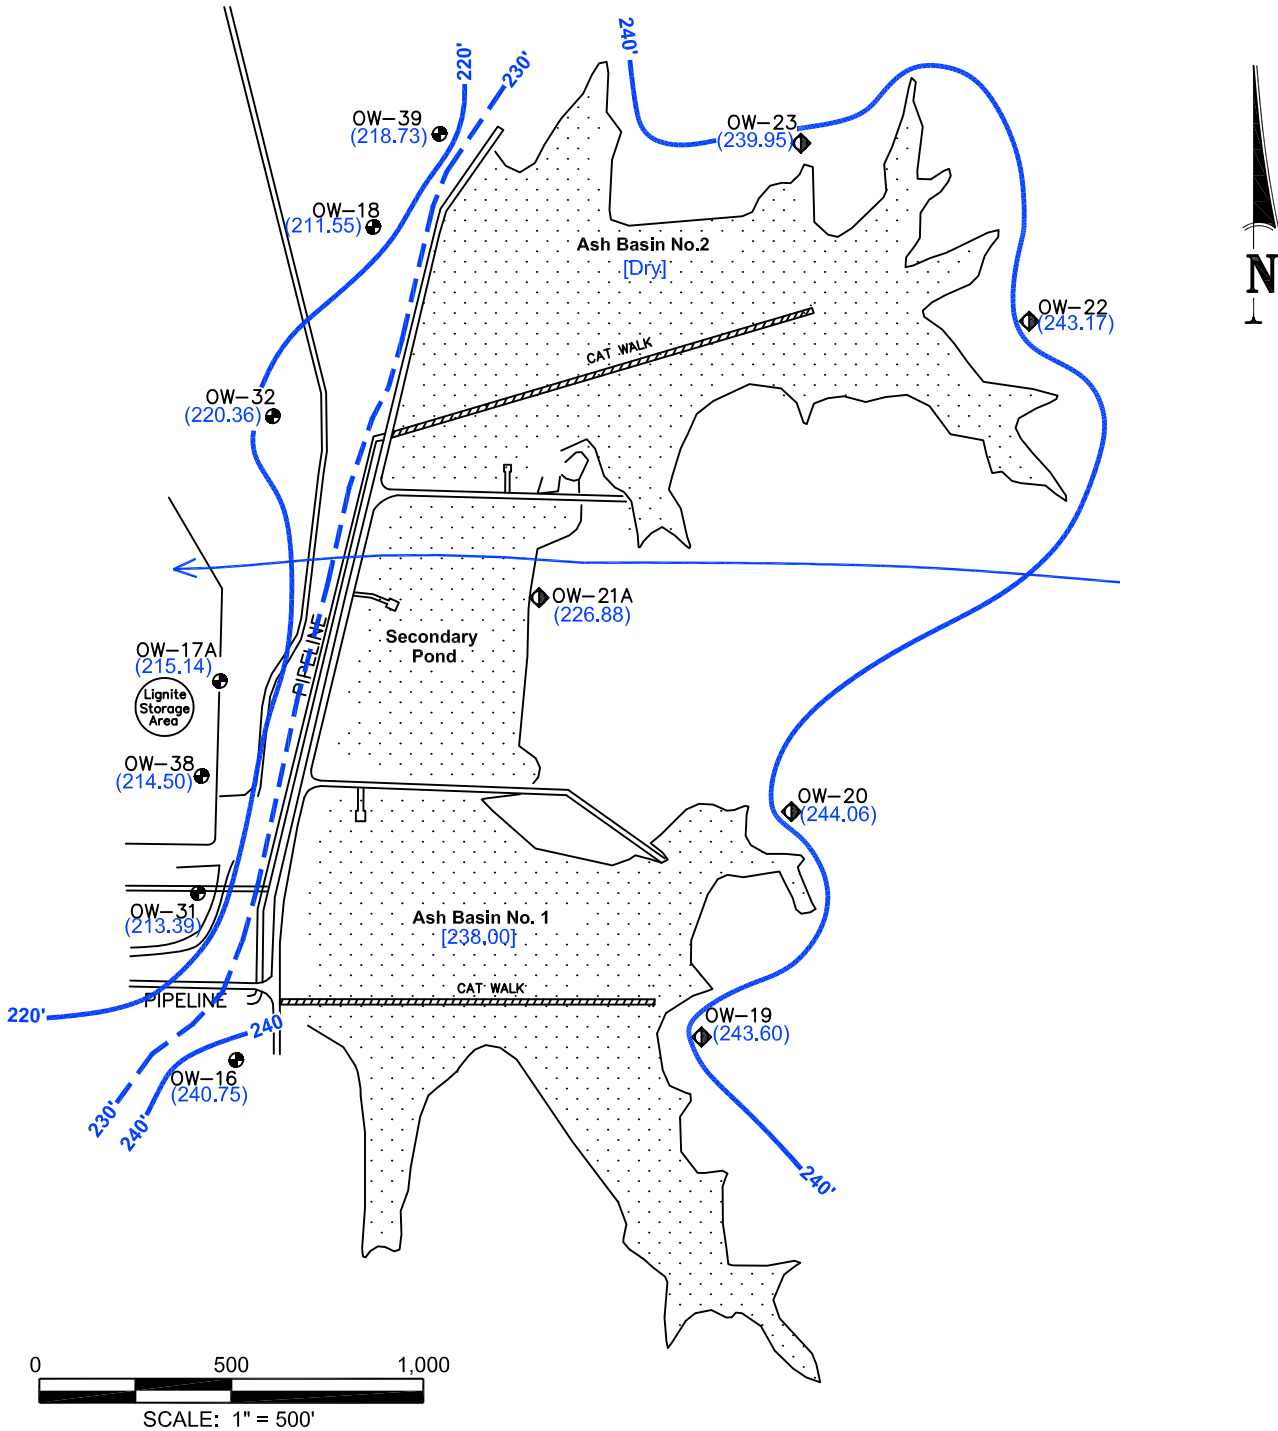 240'
220'
230'
OW-39
(218.73)
OW-23
(239.95)
OW-18
(211.55)
Ash Basin No.2
[Dry]
N
OW-22
(243.17)
CAT WALK
OW-32
(220.36)
OW-21A
(226.88)
PIPELINE
Secondary
Pond
OW-17A
(215.14)
Lignite
Storage
Area
OW-38
(214.50)
OW-20
(244.06)
OW-31
(213.39)
Ash Basin No. 1
[238.00]
CAT WALK
PIPELINE
220'
240
OW-19
(243.60)
OW-16
(240.75)
230'
240'
240'
0 500 1,000
SCALE: 1" = 500'